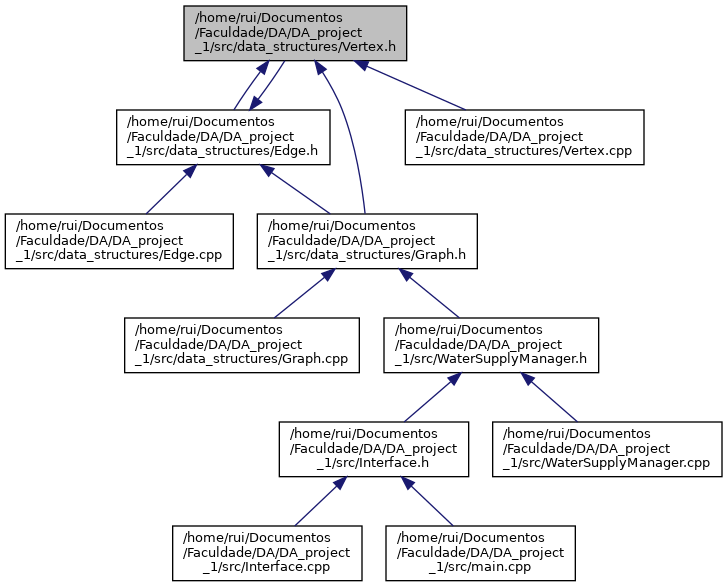 /home/rui/Documentos
/Faculdade/DA/DA_project
_1/src/data_structures/Vertex.h
/home/rui/Documentos
/Faculdade/DA/DA_project
_1/src/data_structures/Edge.h
/home/rui/Documentos
/Faculdade/DA/DA_project
_1/src/data_structures/Vertex.cpp
/home/rui/Documentos
/Faculdade/DA/DA_project
_1/src/data_structures/Edge.cpp
/home/rui/Documentos
/Faculdade/DA/DA_project
_1/src/data_structures/Graph.h
/home/rui/Documentos
/Faculdade/DA/DA_project
_1/src/data_structures/Graph.cpp
/home/rui/Documentos
/Faculdade/DA/DA_project
_1/src/WaterSupplyManager.h
/home/rui/Documentos
/Faculdade/DA/DA_project
_1/src/Interface.h
/home/rui/Documentos
/Faculdade/DA/DA_project
_1/src/WaterSupplyManager.cpp
/home/rui/Documentos
/Faculdade/DA/DA_project
_1/src/Interface.cpp
/home/rui/Documentos
/Faculdade/DA/DA_project
_1/src/main.cpp